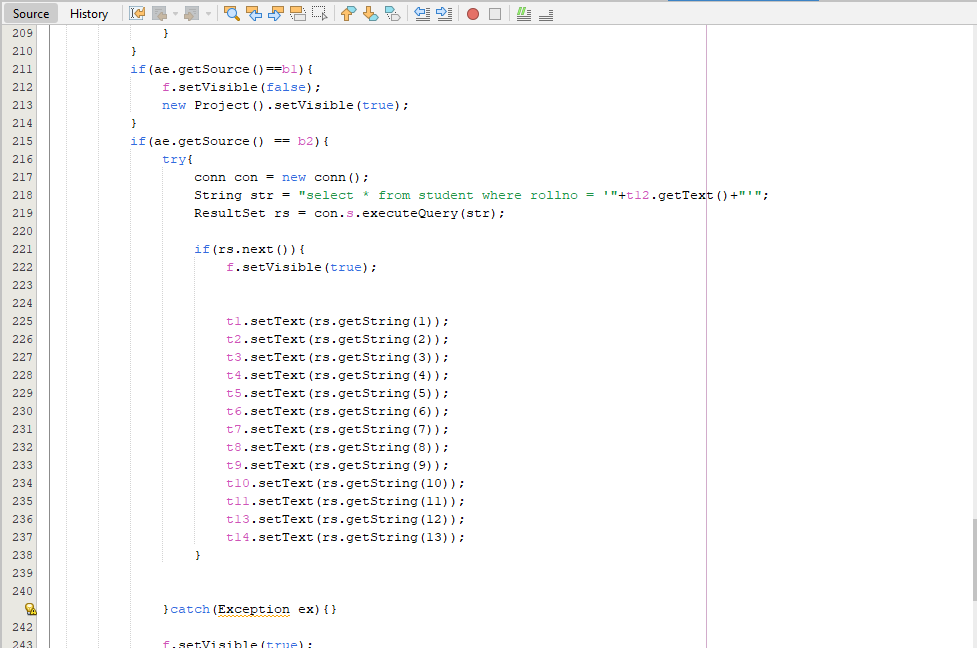 Source History
209 }
210 }
211 if(ae.getSource()==b1){
212 f.setVisible(false);
213 new Project().setVisible(true);
214 }
215 if(ae.getSource() == b2){
216 try{
217 conn con = new conn();
218 String str = "select * from student where rollno = '"+t12.getText()+"'";
219 ResultSet rs = con.s.executeQuery(str);
220
221 if(rs.next()){
222 f.setVisible(true);
223
224
225 t1.setText(rs.getString(1));
226 t2.setText(rs.getString(2));
227 t3.setText(rs.getString(3));
228 t4.setText(rs.getString(4));
229 t5.setText(rs.getString(5));
230 t6.setText(rs.getString(6));
231 t7.setText(rs.getString(7));
232 t8.setText(rs.getString(8));
233 t9.setText(rs.getString(9));
234 t10.setText(rs.getString(10));
235 t11.setText(rs.getString(11));
236 t13.setText(rs.getString(12));
237 t14.setText(rs.getString(13));
238 }
239
240
}catch(Exception ex){}
242
243 f.setVisible(true);